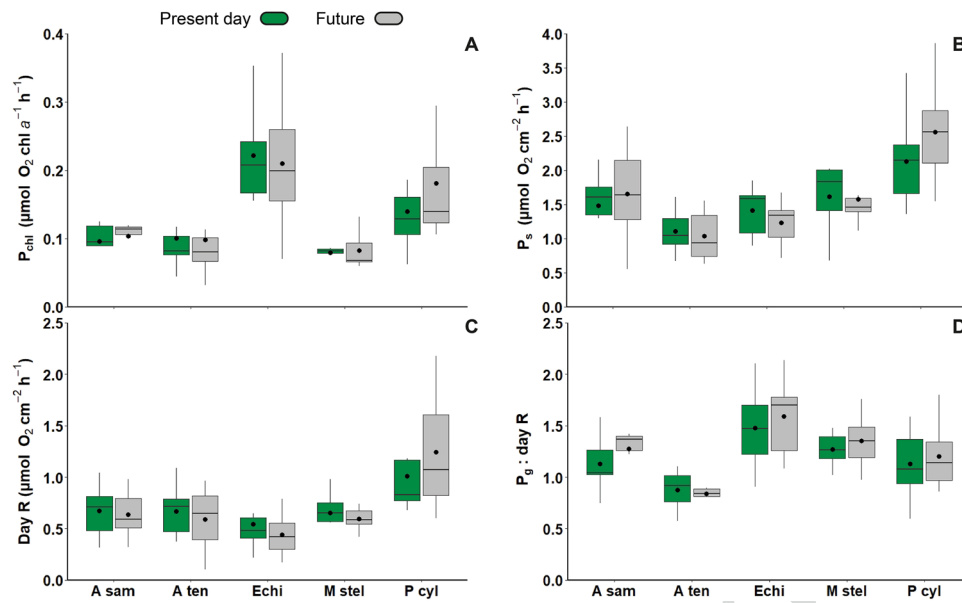 Present day Future
A
P_chl (µmol O₂ chl a⁻¹ h⁻¹)
0.4
0.3
0.2
0.1
0.0
B
P_s (µmol O₂ cm⁻² h⁻¹)
4.0
3.5
3.0
2.5
2.0
1.5
1.0
0.5
0.0
C
Day R (µmol O₂ cm⁻² h⁻¹)
2.5
2.0
1.5
1.0
0.5
0.0
A sam A ten Echi M stel P cyl
D
P_g : day R
2.5
2.0
1.5
1.0
0.5
0.0
A sam A ten Echi M stel P cyl